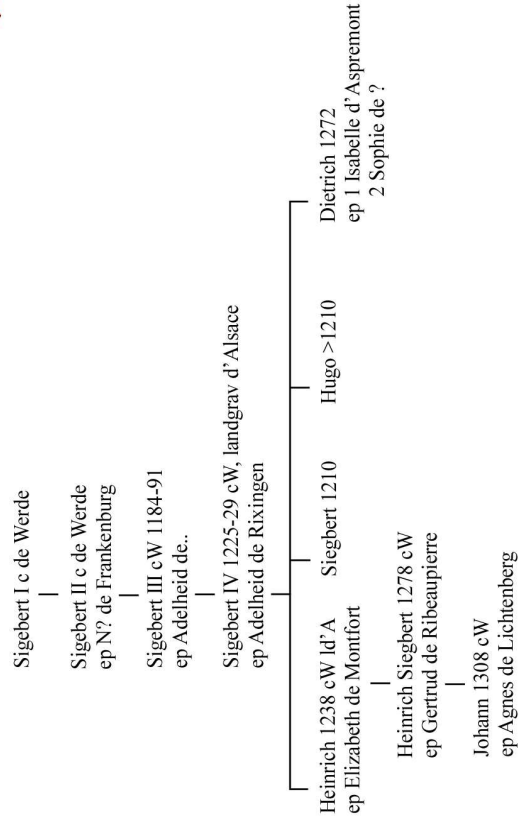 Sigebert I c de Werde
Sigebert II c de Werde
ep N? de Frankenburg
Sigebert III cW 1184-91
ep Adelheid de..
Sigebert IV 1225-29 cW, landgrav d'Alsace
ep Adelheid de Rixingen
Heinrich 1238 cW ld'A
ep Elizabeth de Montfort
Siegbert 1210
Hugo >1210
Dietrich 1272
ep 1 Isabelle d'Aspremont
2 Sophie de ?
Heinrich Siegbert 1278 cW
ep Gertrud de Ribeaupierre
Johann 1308 cW
ep Agnes de Lichtenberg